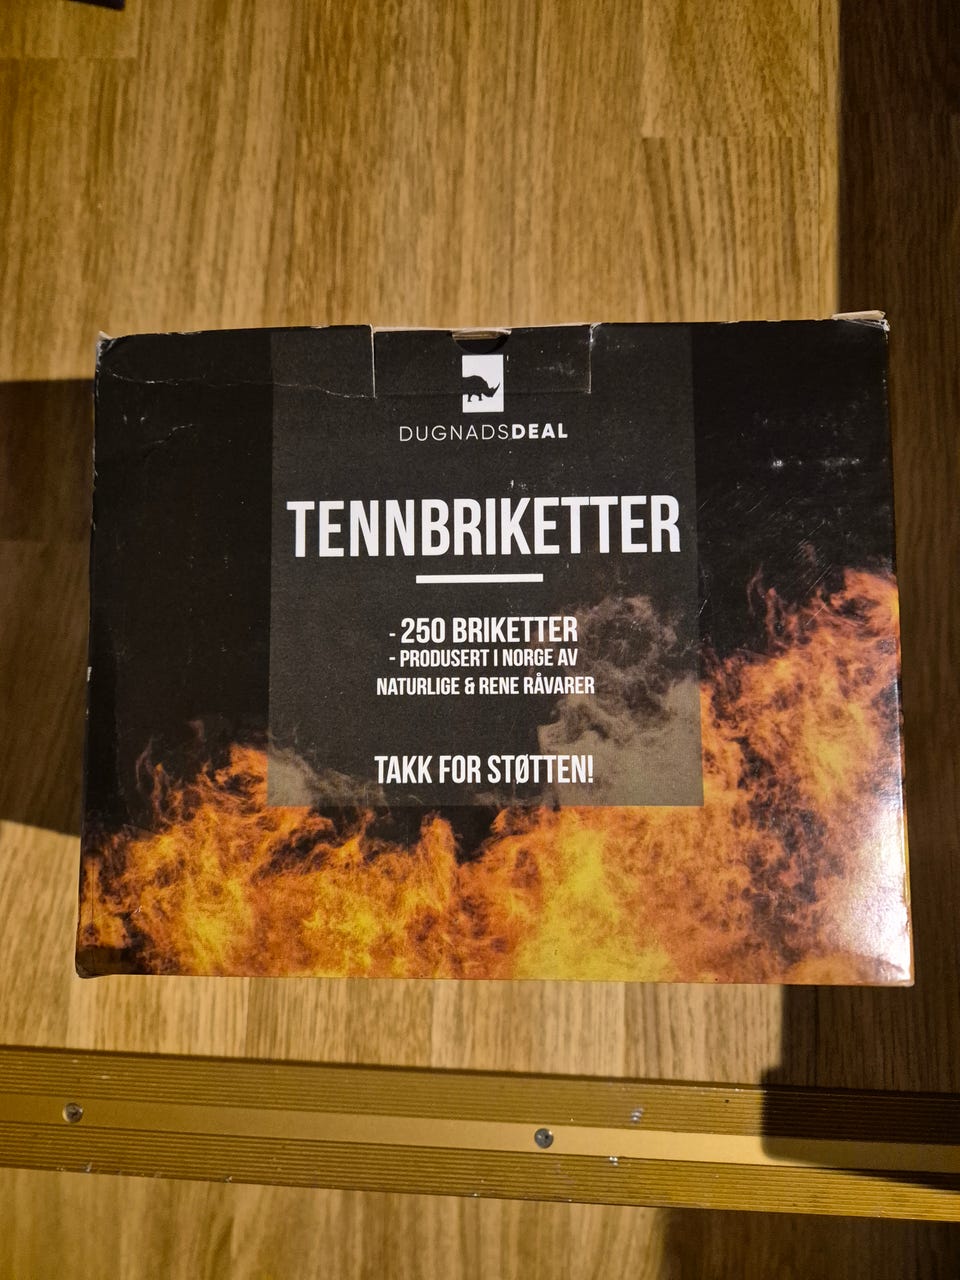 DUGNADSDEAL
TENNBRIKETTER
- 250 BRIKETTER
- PRODUSERT I NORGE AV
NATURLIGE & RENE RÅVARER
TAKK FOR STØTTEN!